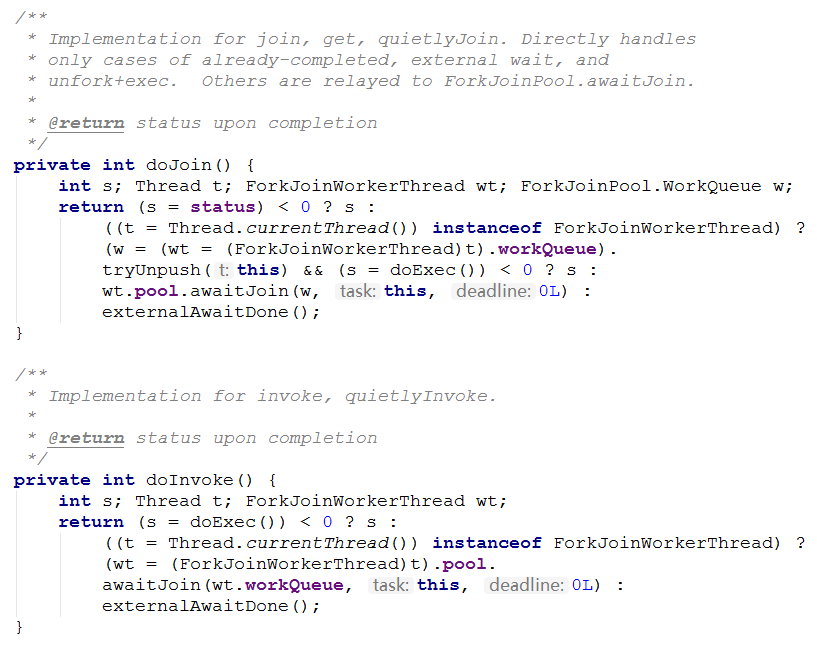 /**
 * Implementation for join, get, quietlyJoin. Directly handles
 * only cases of already-completed, external wait, and
 * unfork+exec.  Others are relayed to ForkJoinPool.awaitJoin.
 *
 * @return status upon completion
 */
private int doJoin() {
    int s; Thread t; ForkJoinWorkerThread wt; ForkJoinPool.WorkQueue w;
    return (s = status) < 0 ? s :
        ((t = Thread.currentThread()) instanceof ForkJoinWorkerThread) ?
        (w = (wt = (ForkJoinWorkerThread)t).workQueue).
        tryUnpush( t: this) && (s = doExec()) < 0 ? s :
        wt.pool.awaitJoin(w, task: this, deadline: 0L) :
        externalAwaitDone();
}
/**
 * Implementation for invoke, quietlyInvoke.
 *
 * @return status upon completion
 */
private int doInvoke() {
    int s; Thread t; ForkJoinWorkerThread wt;
    return (s = doExec()) < 0 ? s :
        ((t = Thread.currentThread()) instanceof ForkJoinWorkerThread) ?
        (wt = (ForkJoinWorkerThread)t).pool.
        awaitJoin(wt.workQueue, task: this, deadline: 0L) :
        externalAwaitDone();
}